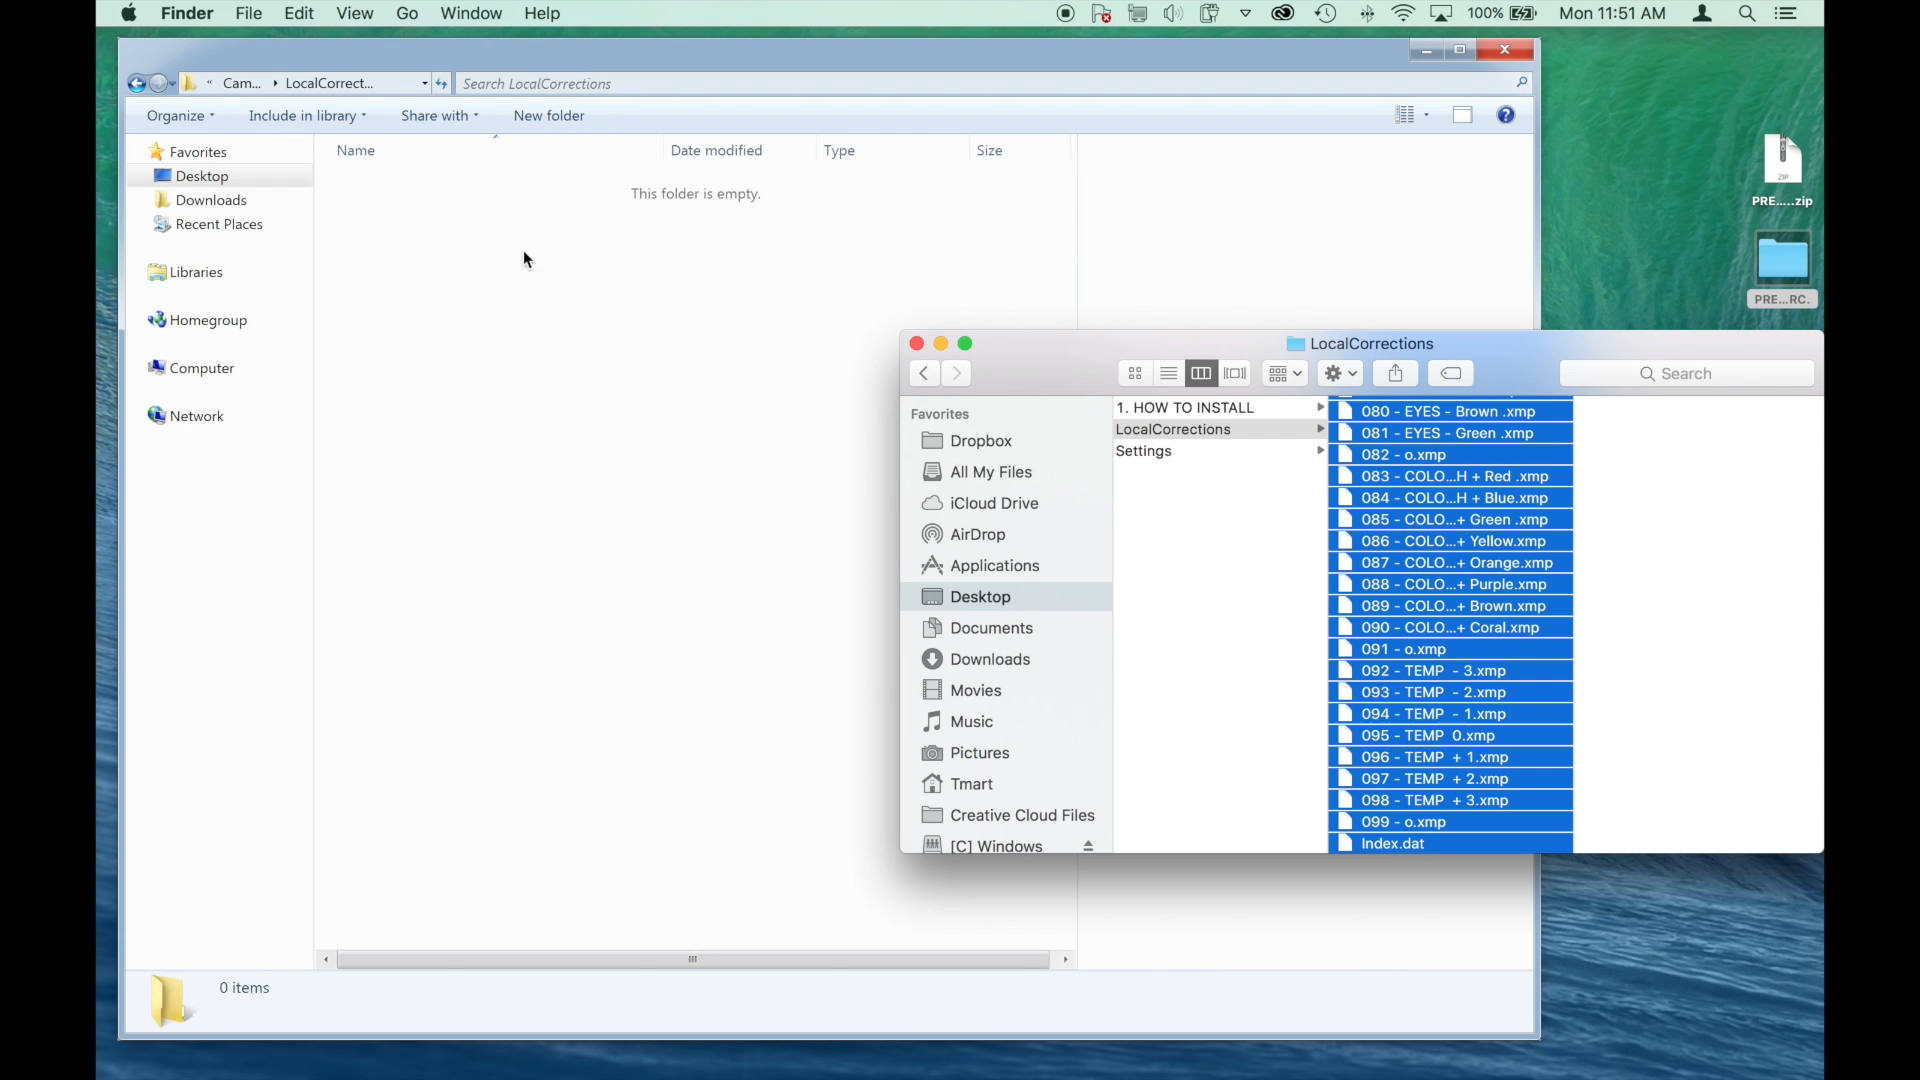 Finder File Edit View Go Window Help 100% Mon 11:51 AM
« Cam... LocalCorrect... Search LocalCorrections
Organize Include in library Share with New folder
Favorites
Desktop
Downloads
Recent Places
Libraries
Homegroup
Computer
Network
Name Date modified Type Size
This folder is empty.
0 items
ZIP
PRE.....zip
PRE...RC.
LocalCorrections
Search
Favorites
Dropbox
All My Files
iCloud Drive
AirDrop
Applications
Desktop
Documents
Downloads
Movies
Music
Pictures
Tmart
Creative Cloud Files
[C] Windows
1. HOW TO INSTALL
LocalCorrections
Settings
080 - EYES - Brown .xmp
081 - EYES - Green .xmp
082 - o.xmp
083 - COLO...H + Red .xmp
084 - COLO...H + Blue.xmp
085 - COLO...+ Green .xmp
086 - COLO...+ Yellow.xmp
087 - COLO...+ Orange.xmp
088 - COLO...+ Purple.xmp
089 - COLO...+ Brown.xmp
090 - COLO...+ Coral.xmp
091 - o.xmp
092 - TEMP - 3.xmp
093 - TEMP - 2.xmp
094 - TEMP - 1.xmp
095 - TEMP 0.xmp
096 - TEMP + 1.xmp
097 - TEMP + 2.xmp
098 - TEMP + 3.xmp
099 - o.xmp
Index.dat